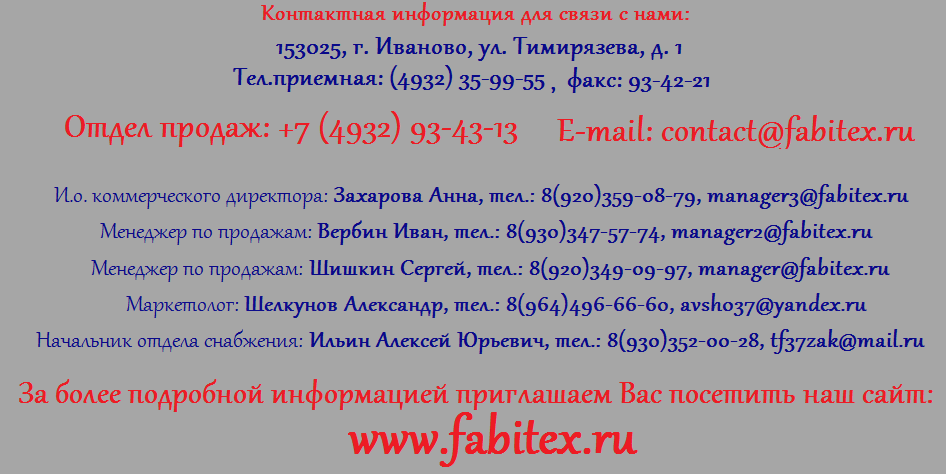 Контактная информация для связи с нами:
153025, г. Иваново, ул. Тимирязева, д. 1
Тел.приемная: (4932) 35-99-55 , факс: 93-42-21
Отдел продаж: +7 (4932) 93-43-13 E-mail: contact@fabitex.ru
И.о. коммерческого директора: Захарова Анна, тел.: 8(920)359-08-79, manager3@fabitex.ru
Менеджер по продажам: Вербин Иван, тел.: 8(930)347-57-74, manager2@fabitex.ru
Менеджер по продажам: Шишкин Сергей, тел.: 8(920)349-09-97, manager@fabitex.ru
Маркетолог: Шелкунов Александр, тел.: 8(964)496-66-60, avsh037@yandex.ru
Начальник отдела снабжения: Ильин Алексей Юрьевич, тел.: 8(930)352-00-28, tf37zak@mail.ru
За более подробной информацией приглашаем Вас посетить наш сайт:
www.fabitex.ru